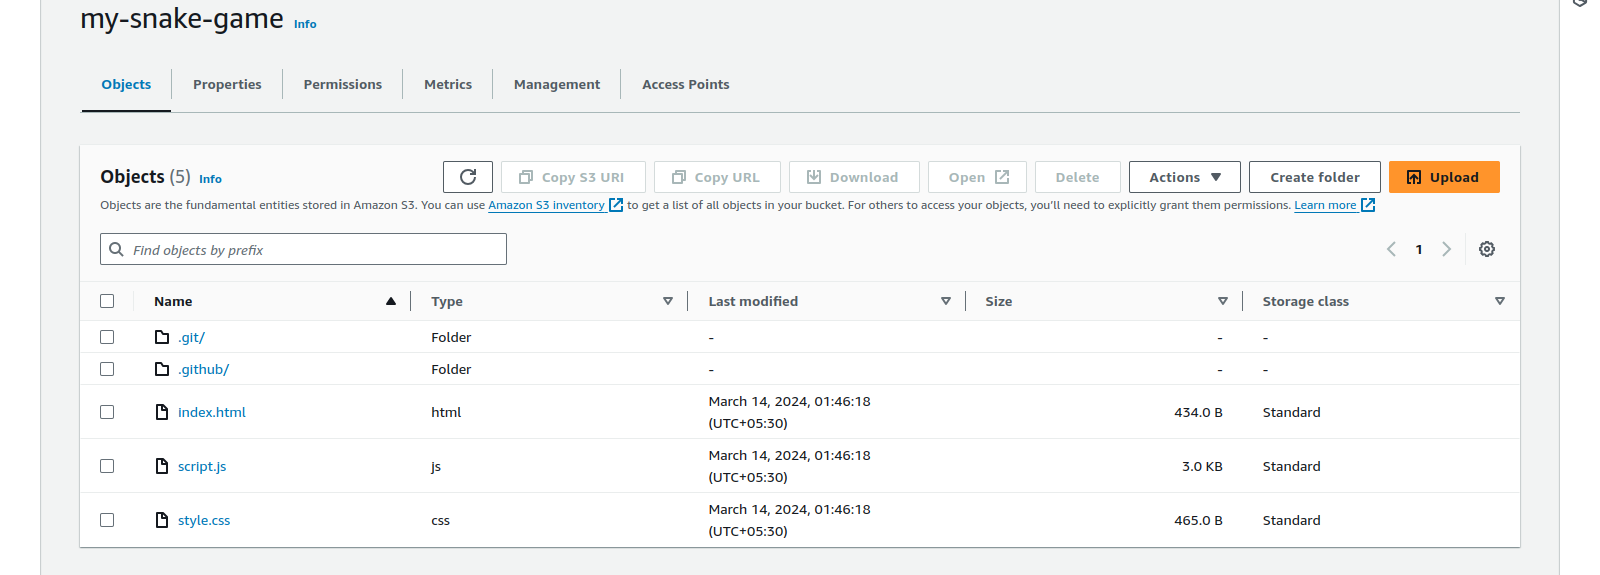 my-snake-game Info
Objects Properties Permissions Metrics Management Access Points
Objects (5) Info Copy S3 URI Copy URL Download Open Delete Actions Create folder Upload
Objects are the fundamental entities stored in Amazon S3. You can use Amazon S3 inventory to get a list of all objects in your bucket. For others to access your objects, you'll need to explicitly grant them permissions. Learn more
Find objects by prefix 1
Name Type Last modified Size Storage class
.git/ Folder - - -
.github/ Folder - - -
index.html html March 14, 2024, 01:46:18 (UTC+05:30) 434.0 B Standard
script.js js March 14, 2024, 01:46:18 (UTC+05:30) 3.0 KB Standard
style.css css March 14, 2024, 01:46:18 (UTC+05:30) 465.0 B Standard